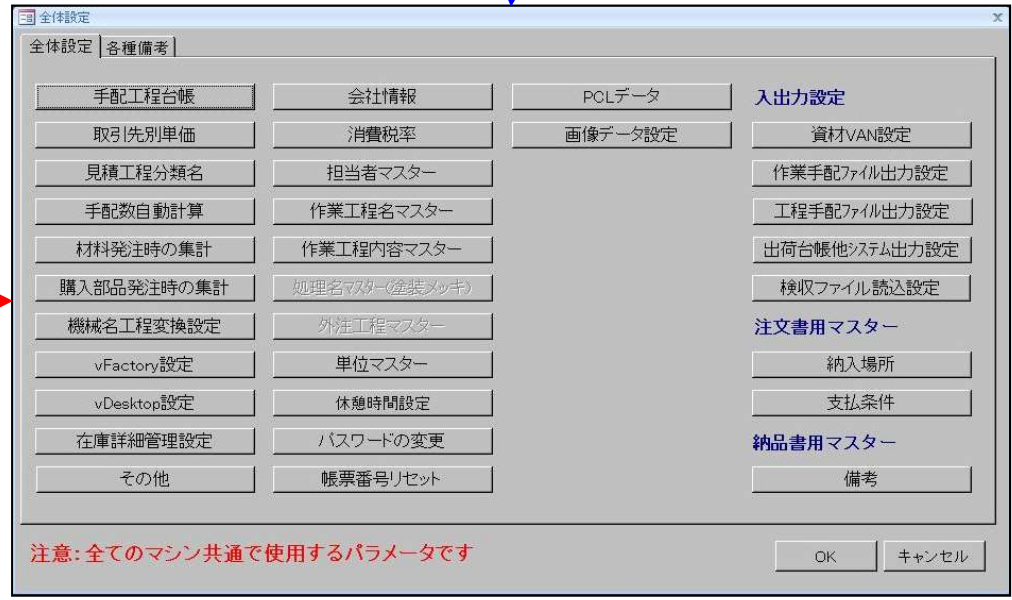 全体設定
全体設定 各種備考
手配工程台帳
取引先別単価
見積工程分類名
手配数自動計算
材料発注時の集計
購入部品発注時の集計
機械名工程変換設定
vFactory設定
vDesktop設定
在庫詳細管理設定
その他
会社情報
消費税率
担当者マスター
作業工程名マスター
作業工程内容マスター
処理名マスター(塗装メッキ)
外注工程マスター
単位マスター
休憩時間設定
パスワードの変更
帳票番号リセット
PCLデータ
画像データ設定
入出力設定
資材VAN設定
作業手配ファイル出力設定
工程手配ファイル出力設定
出荷台帳他システム出力設定
検収ファイル読込設定
注文書用マスター
納入場所
支払条件
納品書用マスター
備考
注意:全てのマシン共通で使用するパラメータです
OK キャンセル